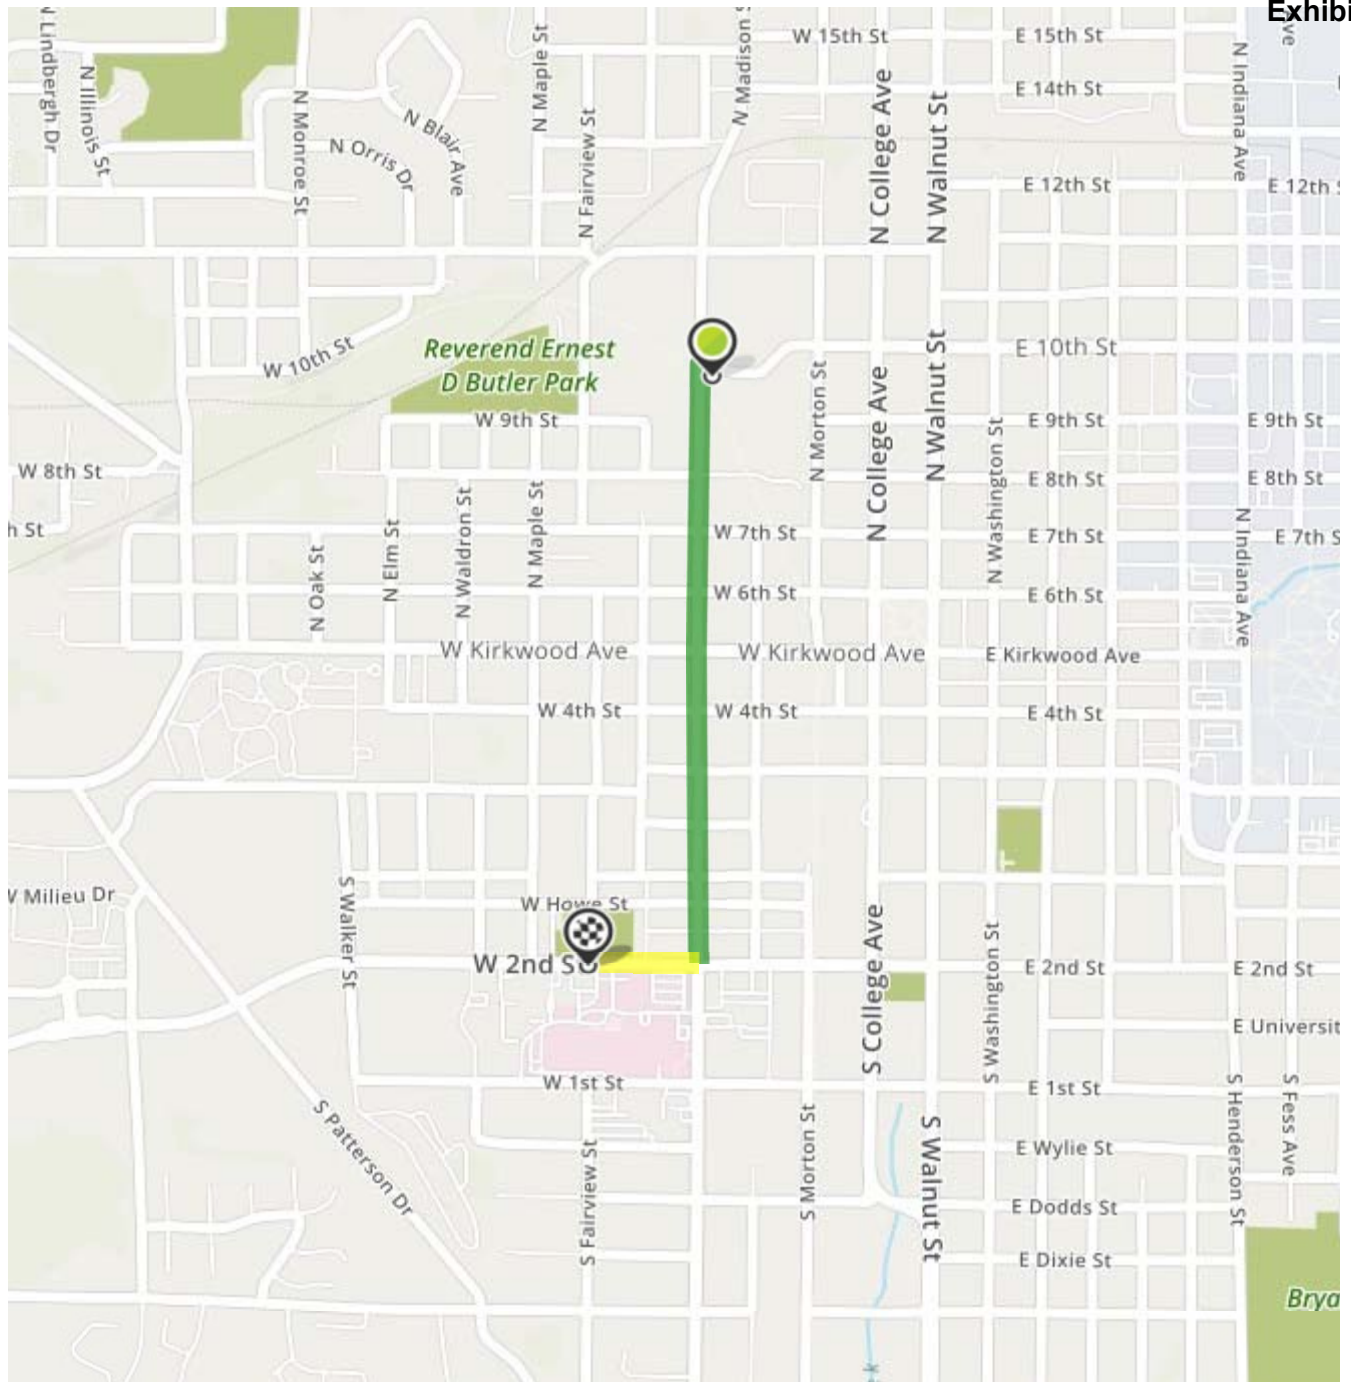 Exhibi
N Lindbergh Dr
N Illinois St
N Monroe St
N Blair Ave
N Orris Dr
N Maple St
N Fairview St
N Madison S
W 15th St
E 15th St
E 14th St
N College Ave
N Walnut St
N Indiana Ave
Ave
E 12th St
E 12th S
W 10th St
Reverend Ernest
D Butler Park
E 10th St
N Morton St
N College Ave
N Walnut St
W 9th St
E 9th St
E 9th St
W 8th St
E 8th St
E 8th St
N Washington St
h St
N Oak St
N Elm St
N Waldron St
N Maple St
W 7th St
E 7th St
E 7th S
N Indiana Ave
W 6th St
E 6th St
W Kirkwood Ave
W Kirkwood Ave
E Kirkwood Ave
W 4th St
W 4th St
E 4th St
W Milieu Dr
S Walker St
W Howe St
W 2nd S
S College Ave
S Washington St
E 2nd St
E 2nd St
E Universit
W 1st St
E 1st St
S Patterson Dr
S Fairview St
S Morton St
S Walnut St
E Wylie St
E Dodds St
E Dixie St
S Henderson St
S Fess Ave
Brya
k